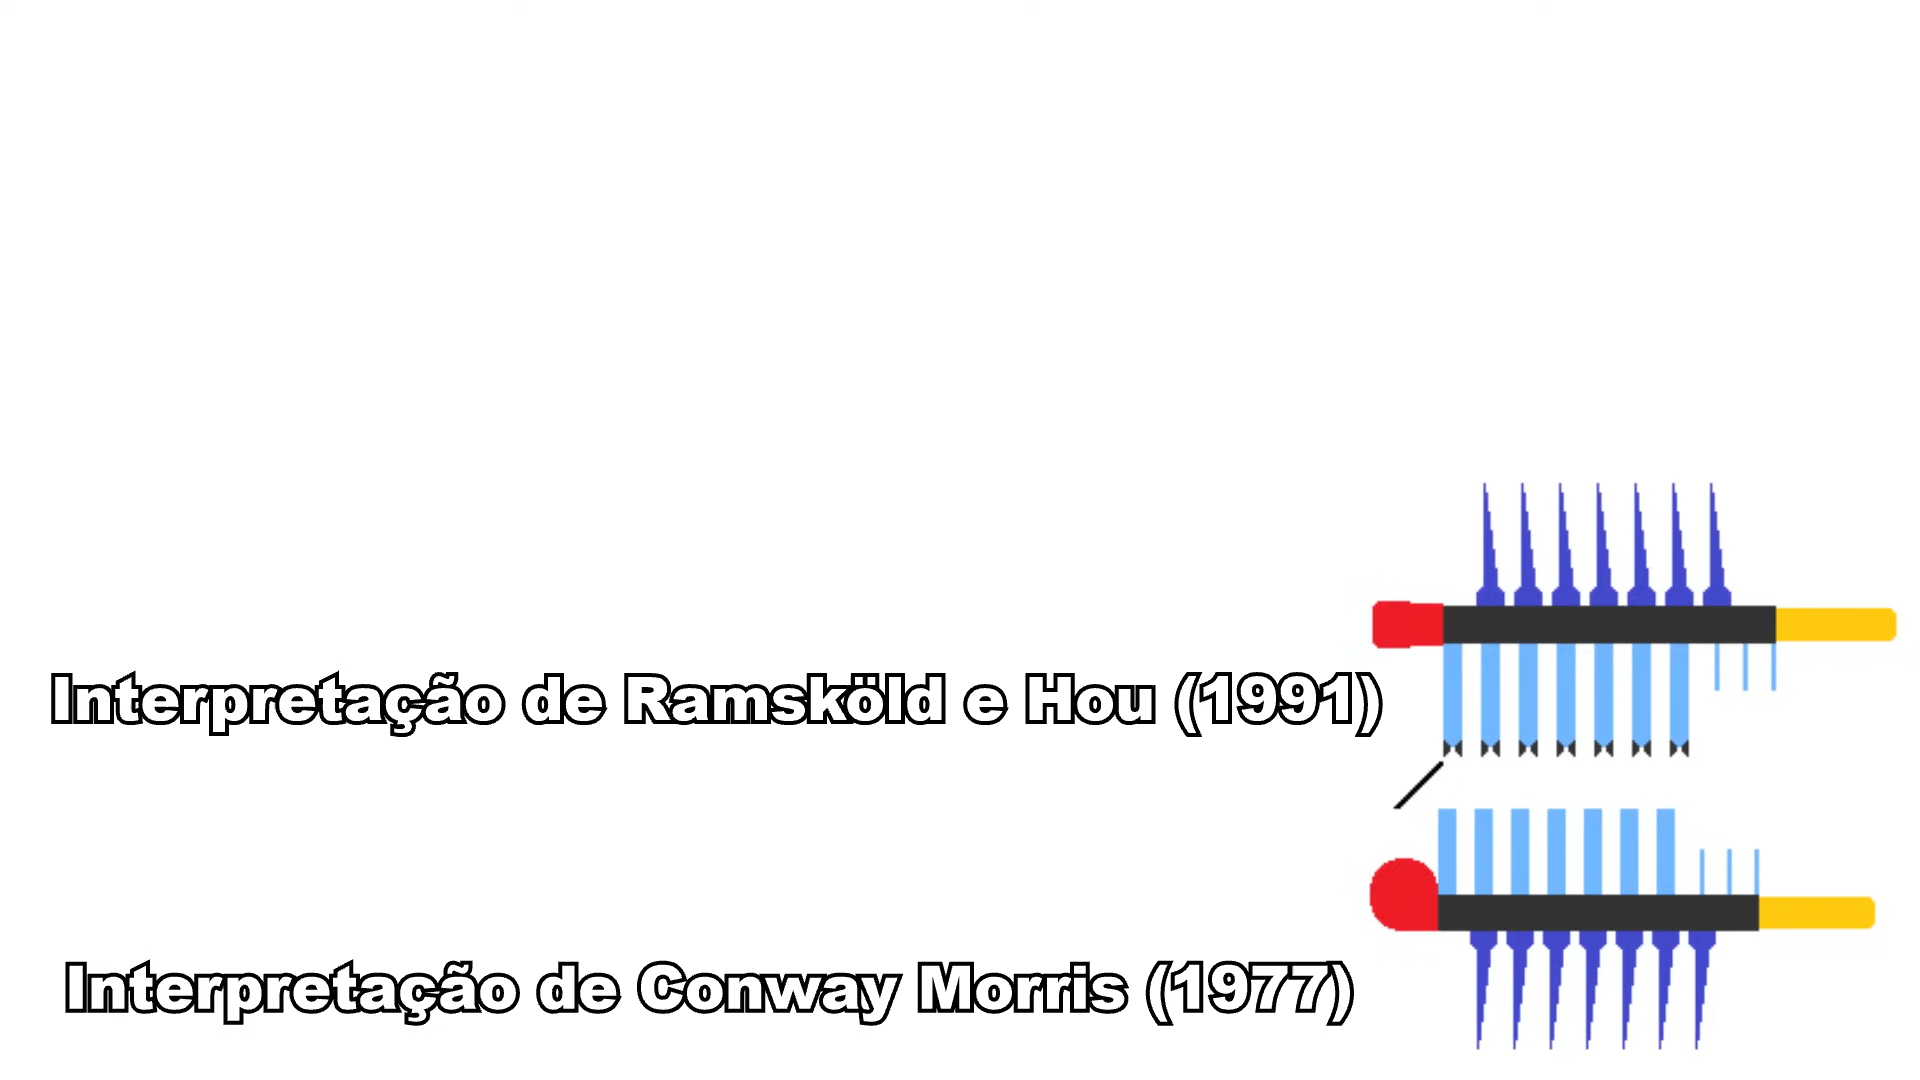 Interpretação de Ramsköld e Hou (1991)
Interpretação de Conway Morris (1977)